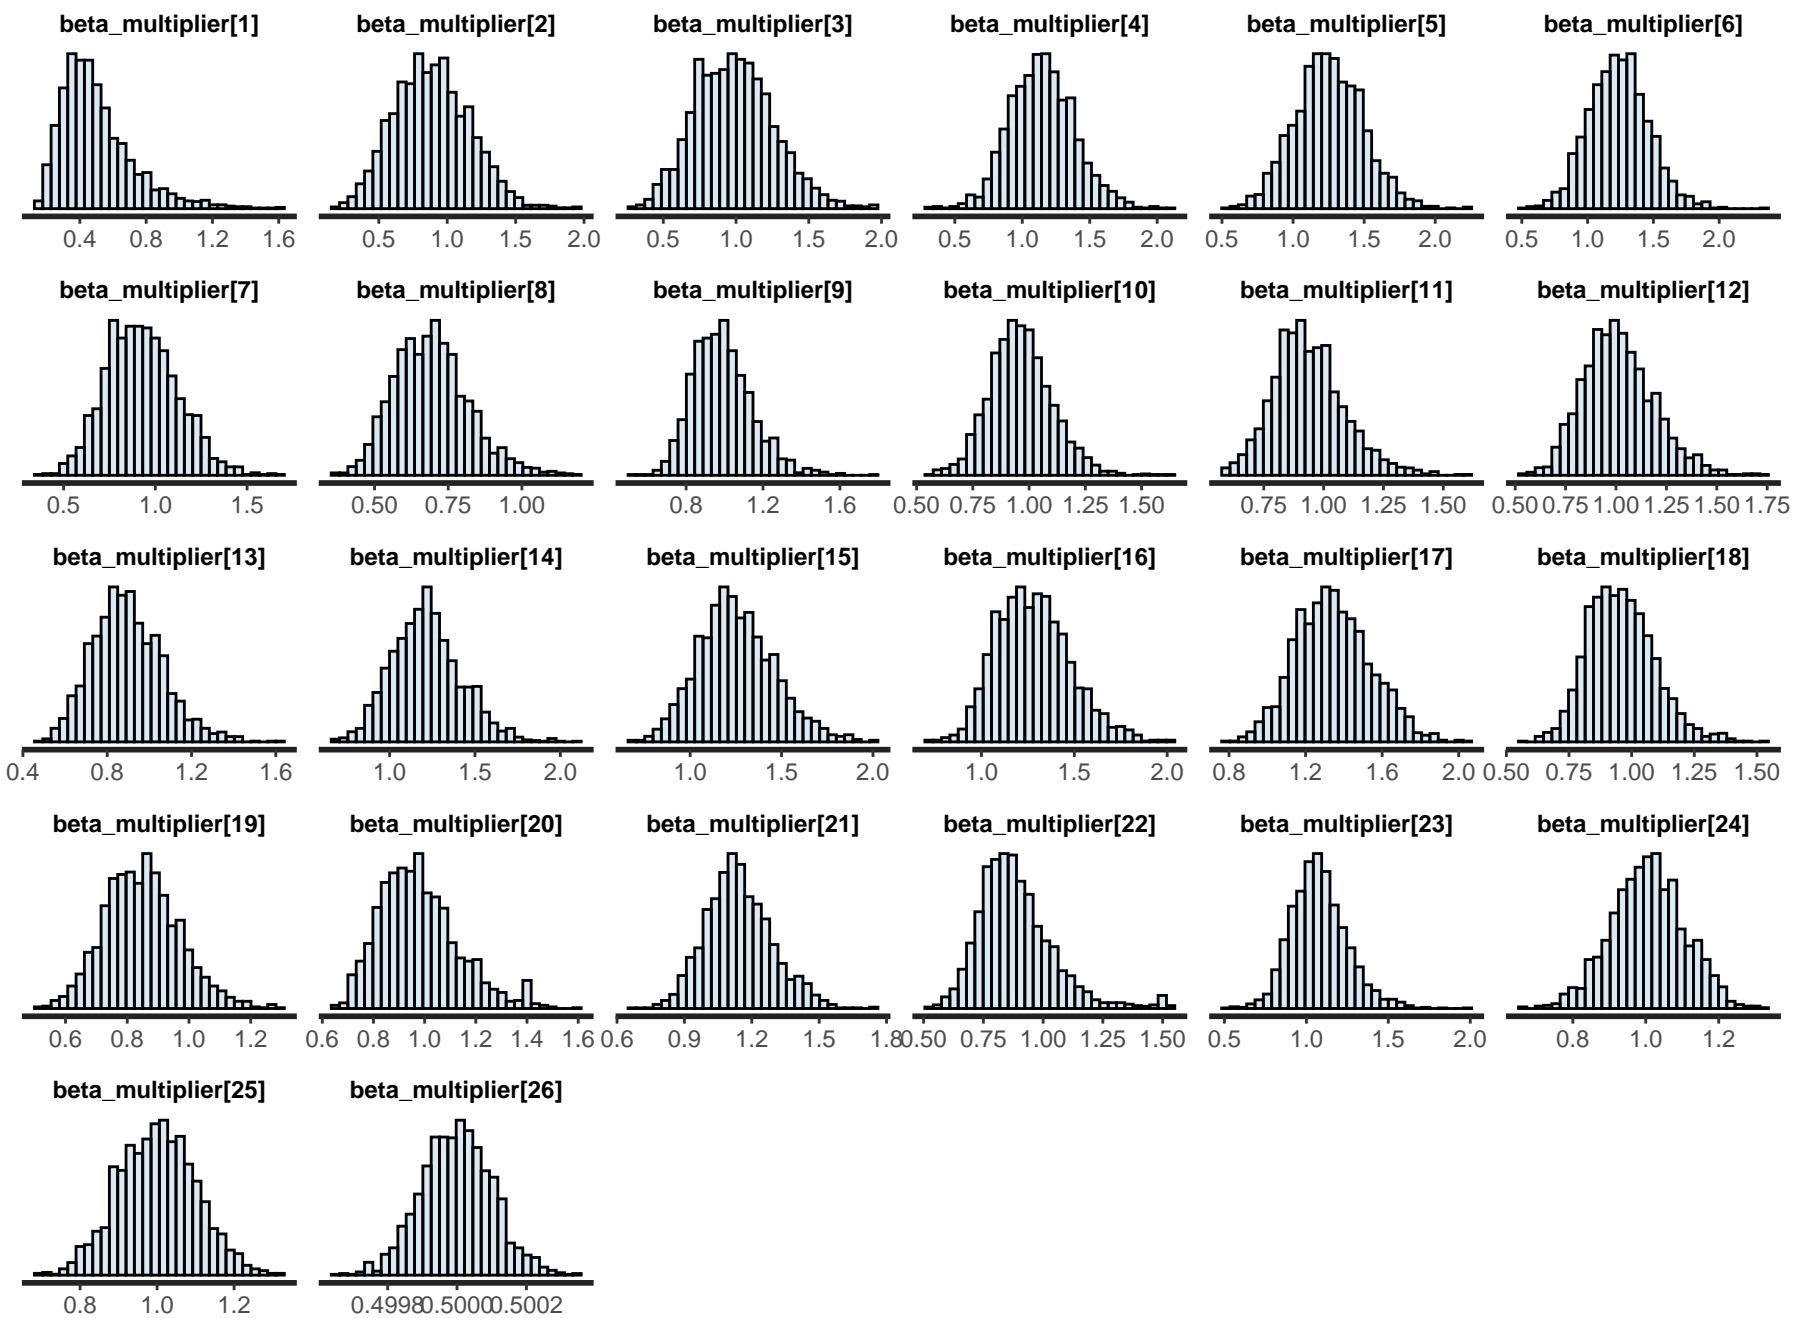 beta_multiplier[1] beta_multiplier[2] beta_multiplier[3] beta_multiplier[4] beta_multiplier[5] beta_multiplier[6]
0.4 0.8 1.2 1.6 0.5 1.0 1.5 2.0 0.5 1.0 1.5 2.0 0.5 1.0 1.5 2.0 0.5 1.0 1.5 2.0 0.5 1.0 1.5 2.0
beta_multiplier[7] beta_multiplier[8] beta_multiplier[9] beta_multiplier[10] beta_multiplier[11] beta_multiplier[12]
0.5 1.0 1.5 0.50 0.75 1.00 0.8 1.2 1.6 0.50 0.75 1.00 1.25 1.50 0.75 1.00 1.25 1.50 0.50 0.75 1.00 1.25 1.50 1.75
beta_multiplier[13] beta_multiplier[14] beta_multiplier[15] beta_multiplier[16] beta_multiplier[17] beta_multiplier[18]
0.4 0.8 1.2 1.6 1.0 1.5 2.0 1.0 1.5 2.0 1.0 1.5 2.0 0.8 1.2 1.6 2.0 0.50 0.75 1.00 1.25 1.50
beta_multiplier[19] beta_multiplier[20] beta_multiplier[21] beta_multiplier[22] beta_multiplier[23] beta_multiplier[24]
0.6 0.8 1.0 1.2 0.6 0.8 1.0 1.2 1.4 1.6 0.6 0.9 1.2 1.5 1.8 0.50 0.75 1.00 1.25 1.50 0.5 1.0 1.5 2.0 0.8 1.0 1.2
beta_multiplier[25] beta_multiplier[26]
0.8 1.0 1.2 0.4998 0.5000 0.5002